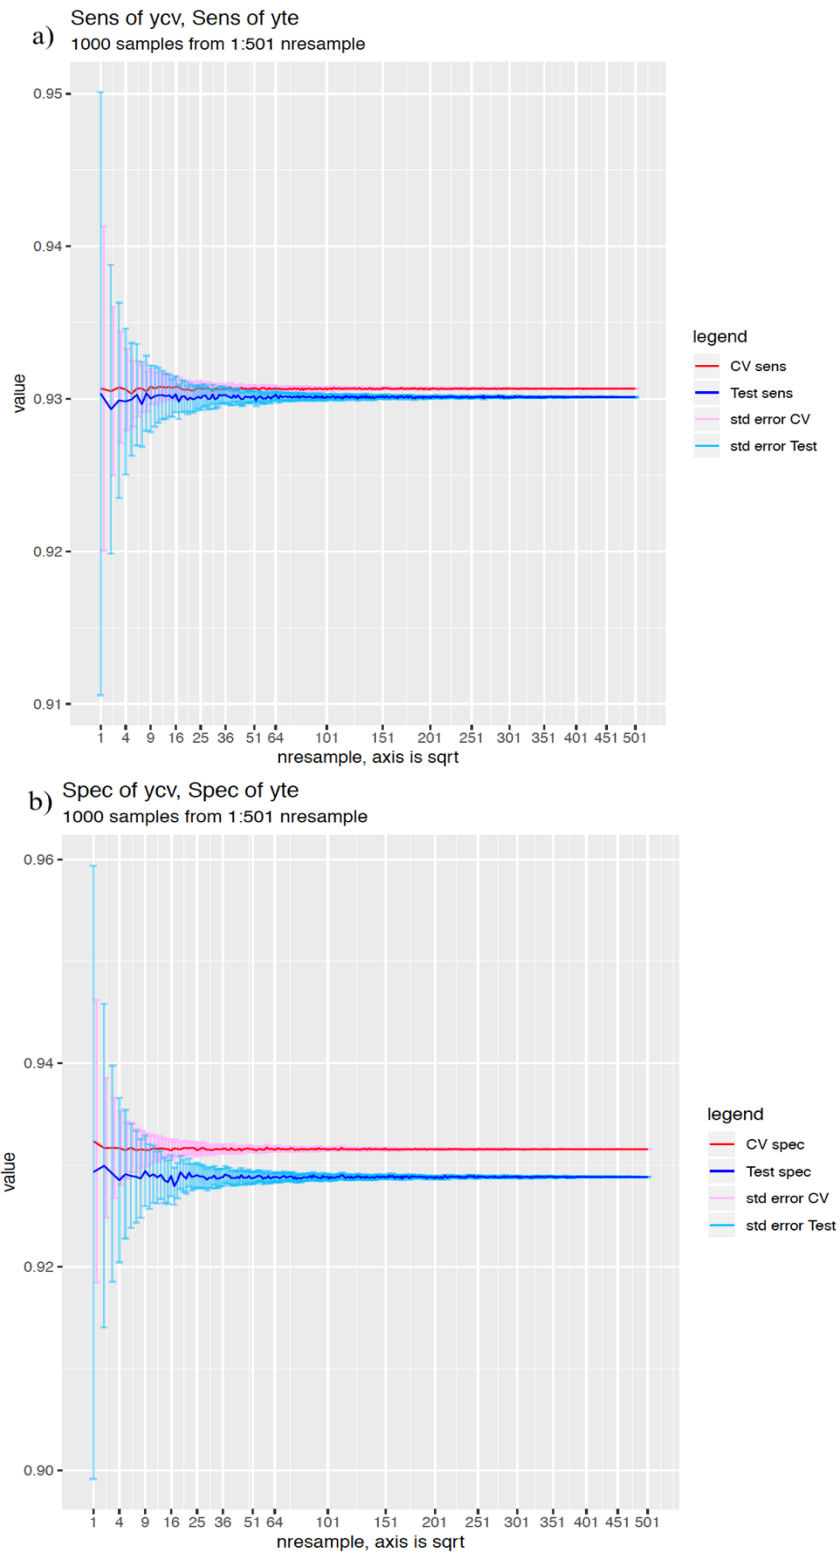 a)
Sens of ycv, Sens of yte
1000 samples from 1:501 nresample
0.95
0.94
0.93
0.92
0.91
value
1 4 9 16 25 36 51 64 101 151 201 251 301 351 401 451 501
nresample, axis is sqrt
legend
CV sens
Test sens
std error CV
std error Test
b)
Spec of ycv, Spec of yte
1000 samples from 1:501 nresample
0.96
0.94
0.92
0.90
value
1 4 9 16 25 36 51 64 101 151 201 251 301 351 401 451 501
nresample, axis is sqrt
legend
CV spec
Test spec
std error CV
std error Test